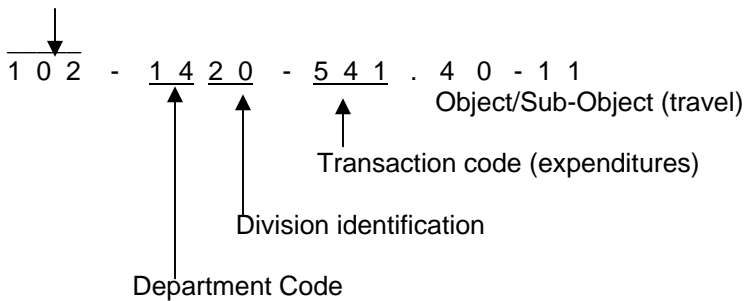 1 0 2 - 1 4 2 0 - 5 4 1 . 4 0 - 1 1
Object/Sub-Object (travel)
Transaction code (expenditures)
Division identification
Department Code